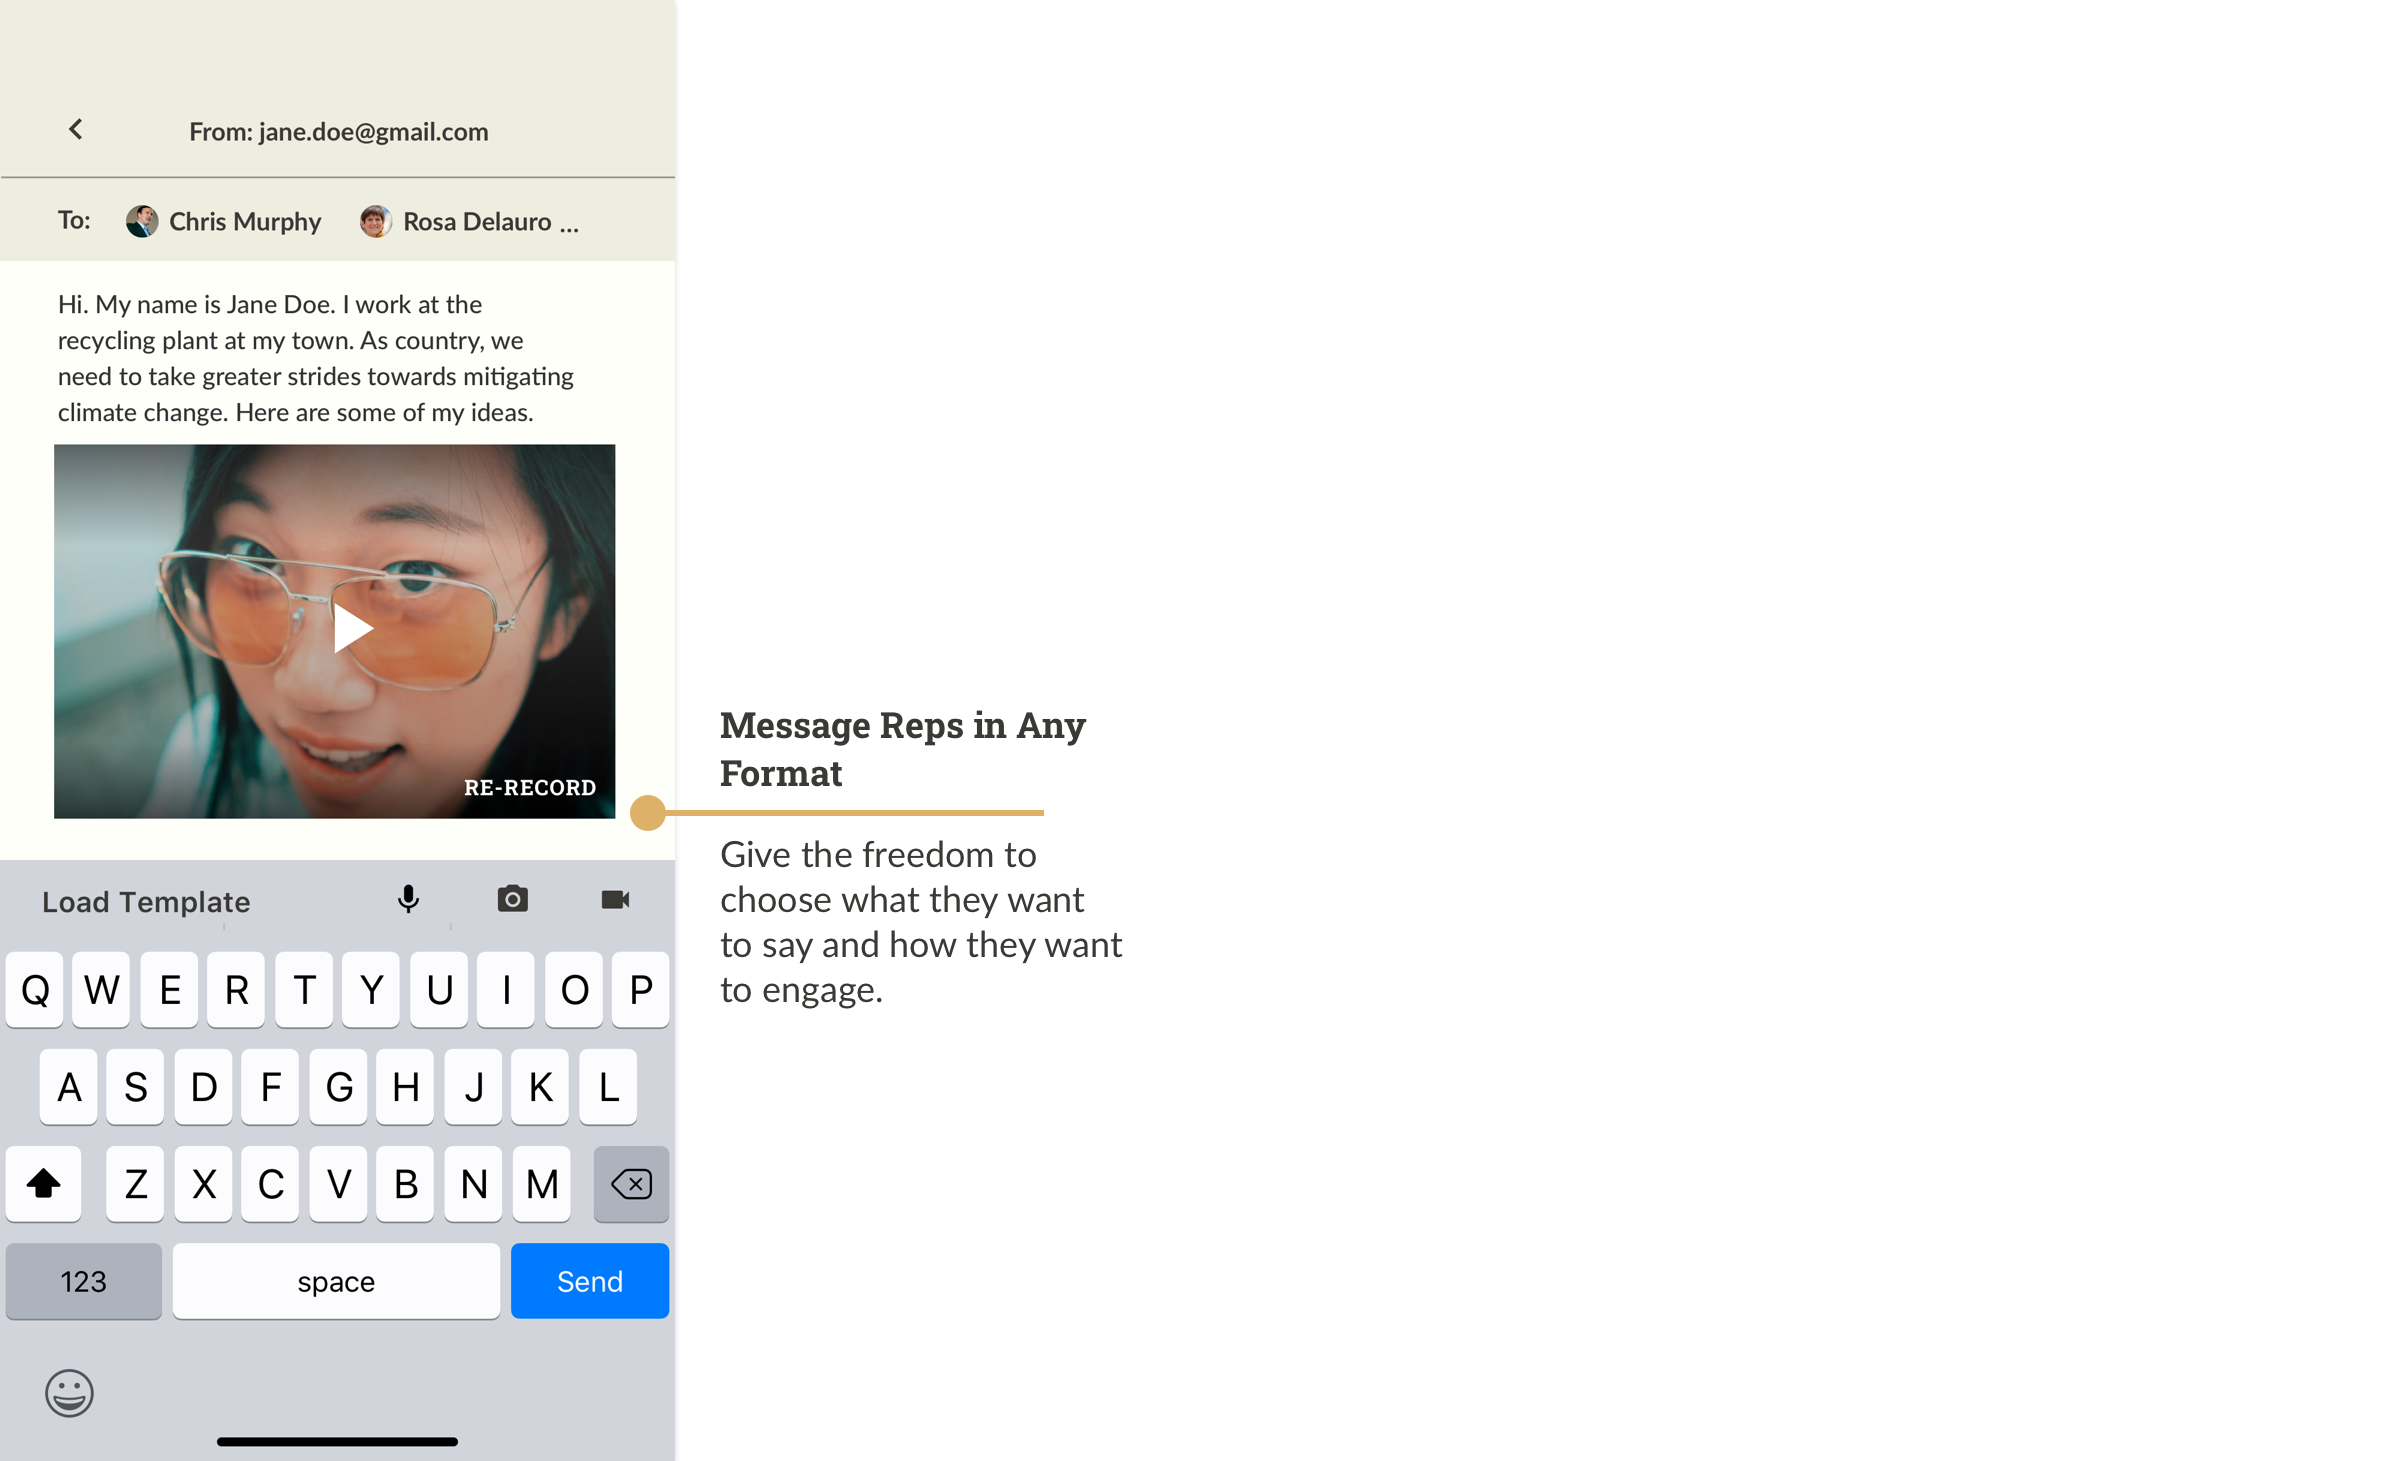 From: jane.doe@gmail.com
To: Chris Murphy Rosa Delauro ...
Hi. My name is Jane Doe. I work at the
recycling plant at my town. As country, we
need to take greater strides towards mitigating
climate change. Here are some of my ideas.
RE-RECORD
Message Reps in Any
Format
Give the freedom to
choose what they want
to say and how they want
to engage.
Load Template
Q W E R T Y U I O P
A S D F G H J K L
Z X C V B N M
123 space Send